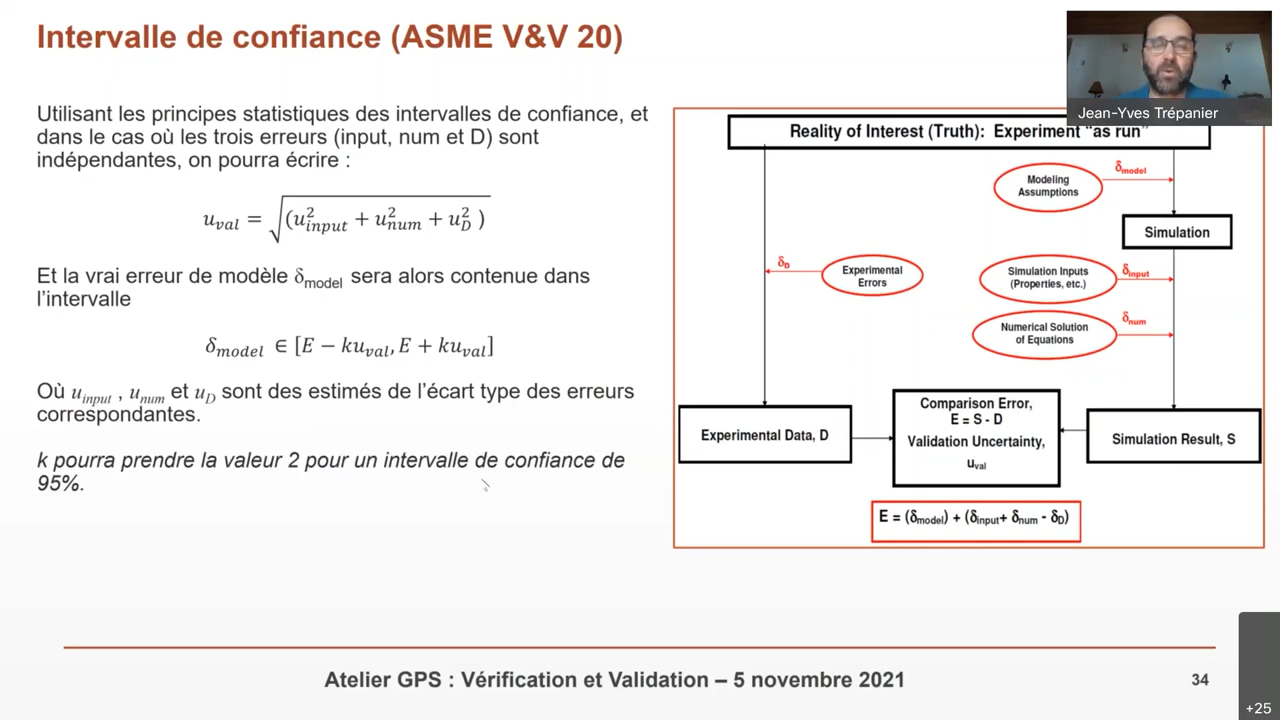 Intervalle de confiance (ASME V&V 20)
Jean-Yves Trépanier
Utilisant les principes statistiques des intervalles de confiance, et
dans le cas où les trois erreurs (input, num et D) sont
indépendantes, on pourra écrire :
u_val = √(u²_input + u²_num + u²_D )
Et la vrai erreur de modèle δ_model sera alors contenue dans
l'intervalle
δ_model ∈ [E − ku_val, E + ku_val]
Où u_input , u_num et u_D sont des estimés de l'écart type des erreurs
correspondantes.
k pourra prendre la valeur 2 pour un intervalle de confiance de
95%.
Reality of Interest (Truth): Experiment "as run"
Modeling
Assumptions
δ_model
Simulation
δ_D
Experimental
Errors
Simulation Inputs
(Properties, etc.)
δ_input
Numerical Solution
of Equations
δ_num
Experimental Data, D
Comparison Error,
E = S - D
Validation Uncertainty,
u_val
Simulation Result, S
E = (δ_model) + (δ_input+ δ_num - δ_D)
Atelier GPS : Vérification et Validation – 5 novembre 2021
34
+25